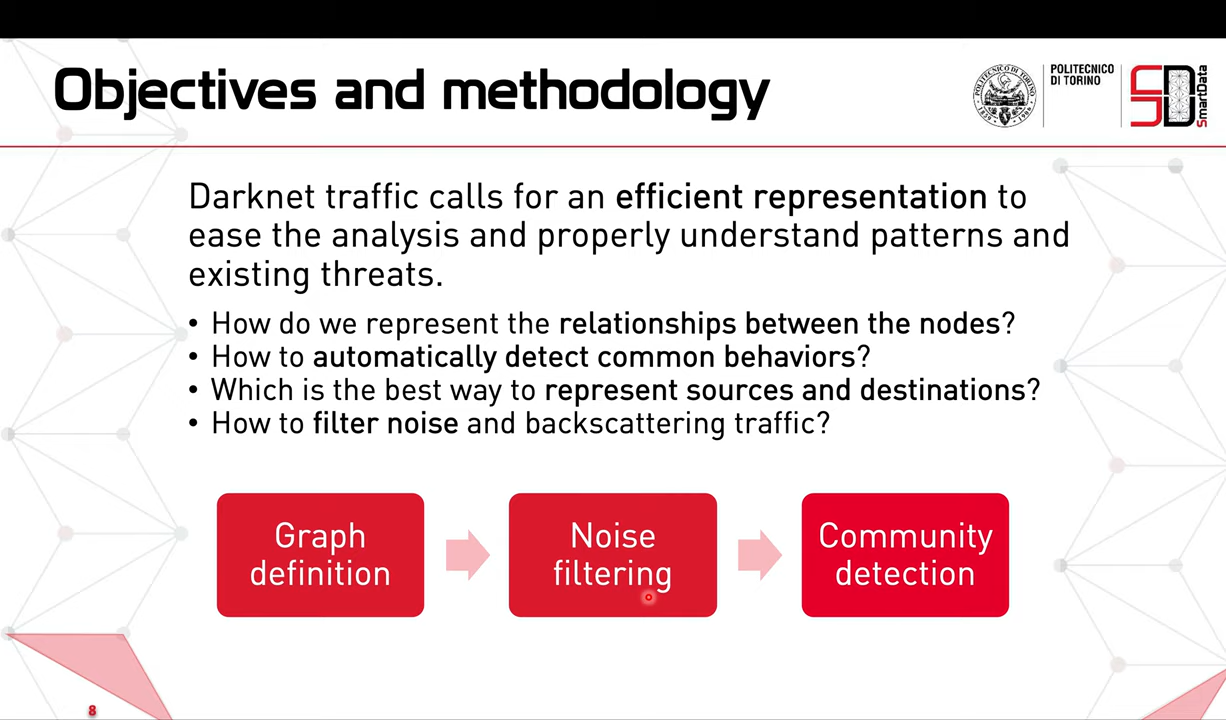 Objectives and methodology
POLITECNICO
DI TORINO
SmartData
Darknet traffic calls for an efficient representation to
ease the analysis and properly understand patterns and
existing threats.
• How do we represent the relationships between the nodes?
• How to automatically detect common behaviors?
• Which is the best way to represent sources and destinations?
• How to filter noise and backscattering traffic?
Graph
definition
Noise
filtering
Community
detection
8